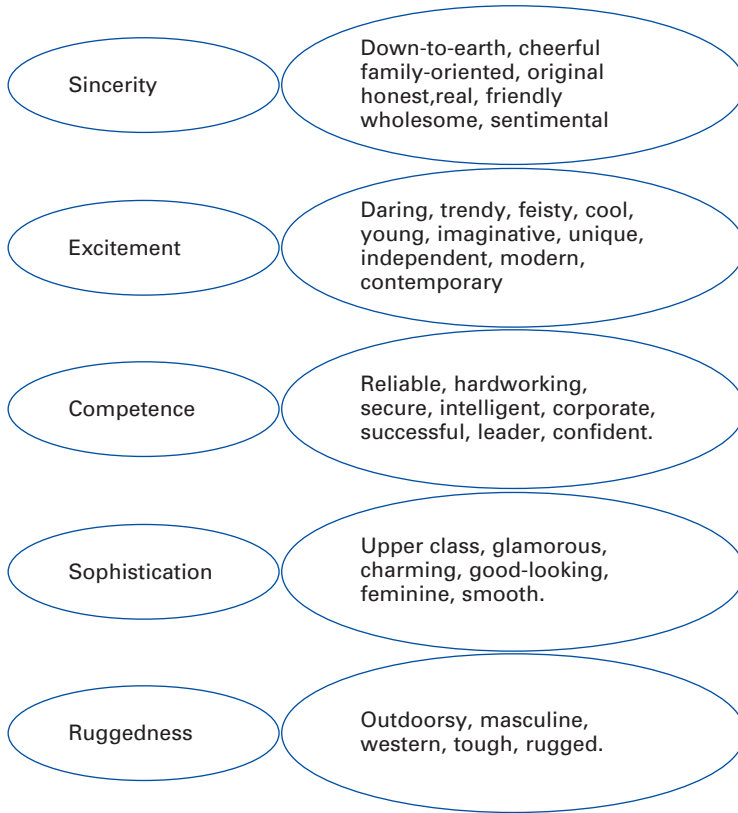 Sincerity
Down-to-earth, cheerful
family-oriented, original
honest,real, friendly
wholesome, sentimental
Excitement
Daring, trendy, feisty, cool,
young, imaginative, unique,
independent, modern,
contemporary
Competence
Reliable, hardworking,
secure, intelligent, corporate,
successful, leader, confident.
Sophistication
Upper class, glamorous,
charming, good-looking,
feminine, smooth.
Ruggedness
Outdoorsy, masculine,
western, tough, rugged.